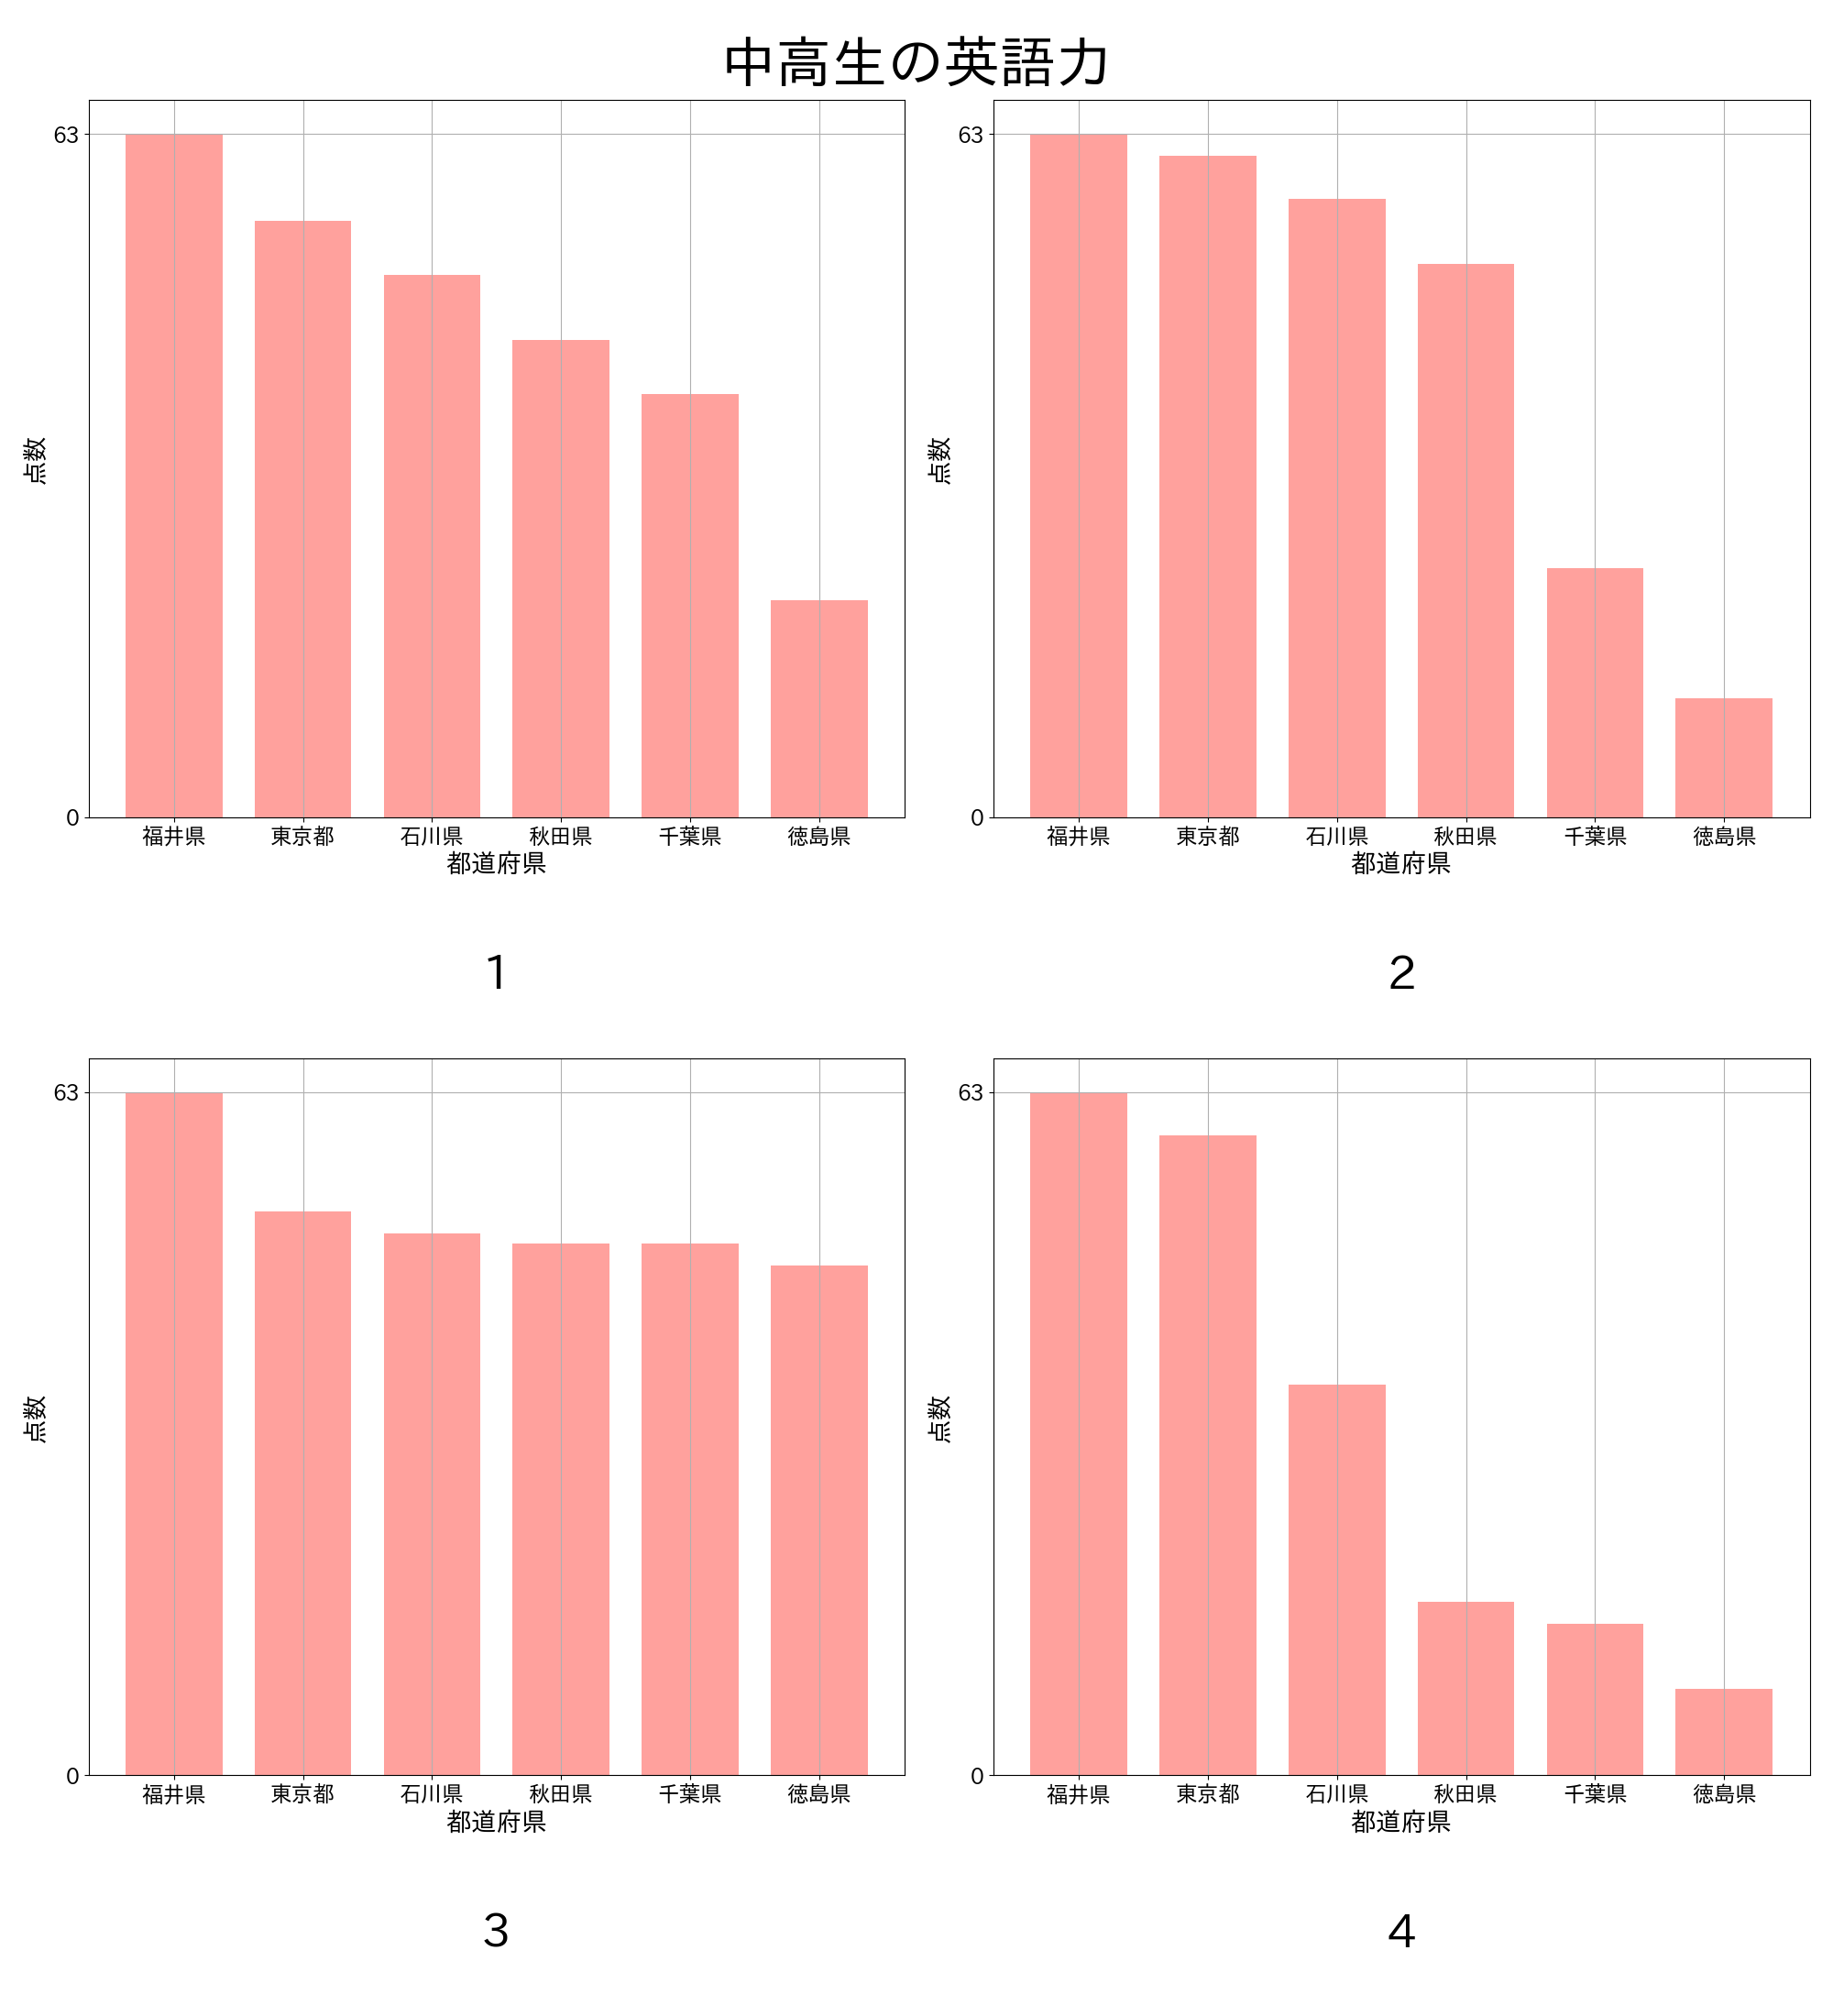 中高生の英語力
63
0
点数
福井県 東京都 石川県 秋田県 千葉県 徳島県
都道府県
1
63
0
点数
福井県 東京都 石川県 秋田県 千葉県 徳島県
都道府県
2
63
0
点数
福井県 東京都 石川県 秋田県 千葉県 徳島県
都道府県
3
63
0
点数
福井県 東京都 石川県 秋田県 千葉県 徳島県
都道府県
4